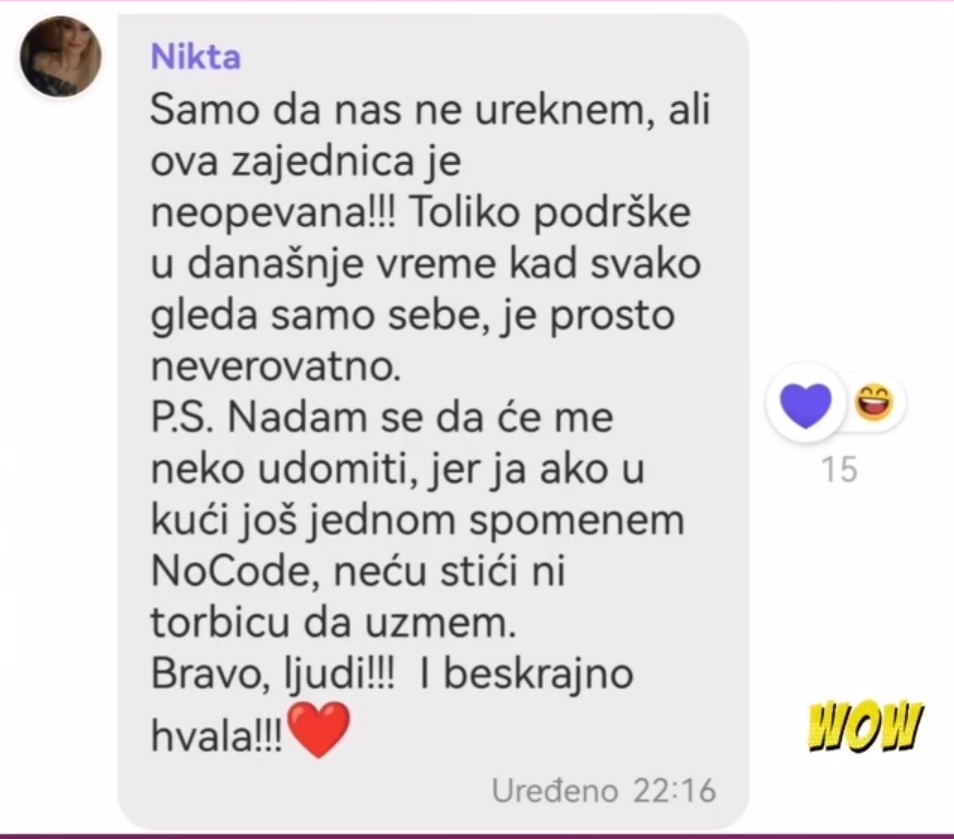 Nikta
Samo da nas ne ureknem, ali
ova zajednica je
neopevana!!! Toliko podrške
u današnje vreme kad svako
gleda samo sebe, je prosto
neverovatno.
P.S. Nadam se da će me
neko udomiti, jer ja ako u
kući još jednom spomenem
NoCode, neću stići ni
torbicu da uzmem.
Bravo, ljudi!!!  I beskrajno
hvala!!!❤️
15
WOW
Uređeno 22:16